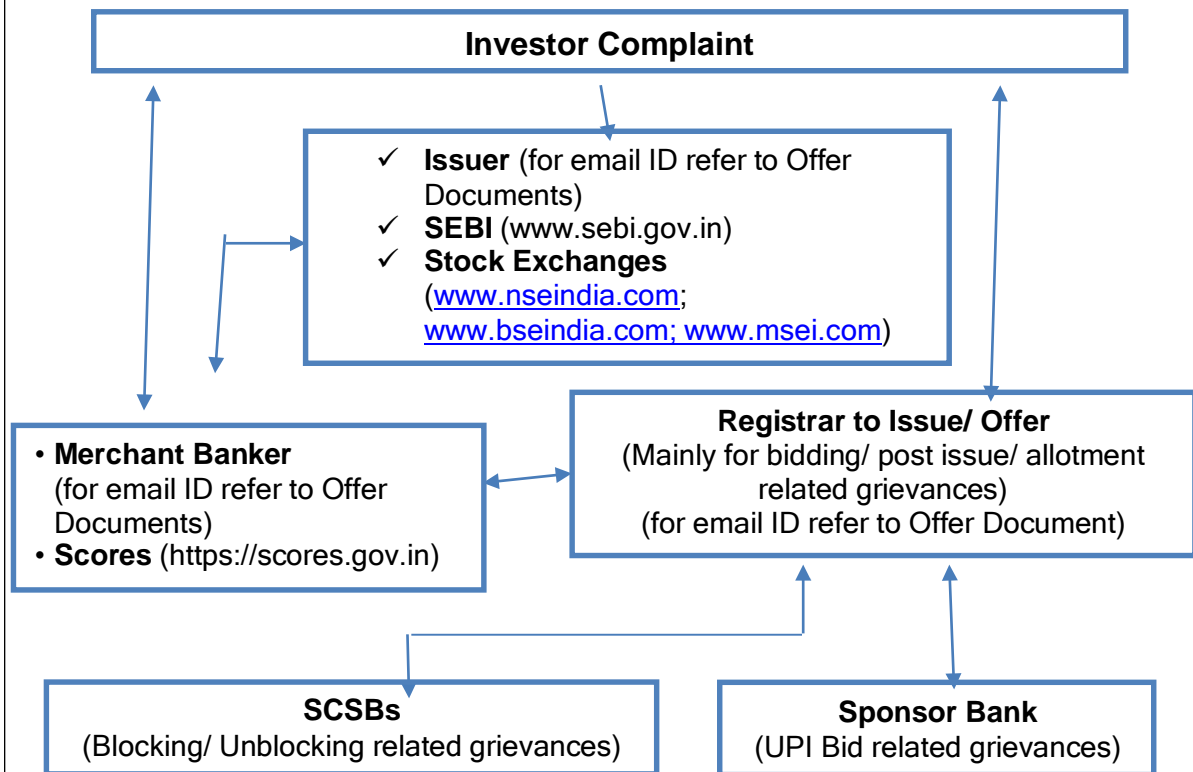 Investor Complaint
✓ Issuer (for email ID refer to Offer
Documents)
✓ SEBI (www.sebi.gov.in)
✓ Stock Exchanges
(www.nseindia.com;
www.bseindia.com; www.msei.com)
• Merchant Banker
(for email ID refer to Offer
Documents)
• Scores (https://scores.gov.in)
Registrar to Issue/ Offer
(Mainly for bidding/ post issue/ allotment
related grievances)
(for email ID refer to Offer Document)
SCSBs
(Blocking/ Unblocking related grievances)
Sponsor Bank
(UPI Bid related grievances)